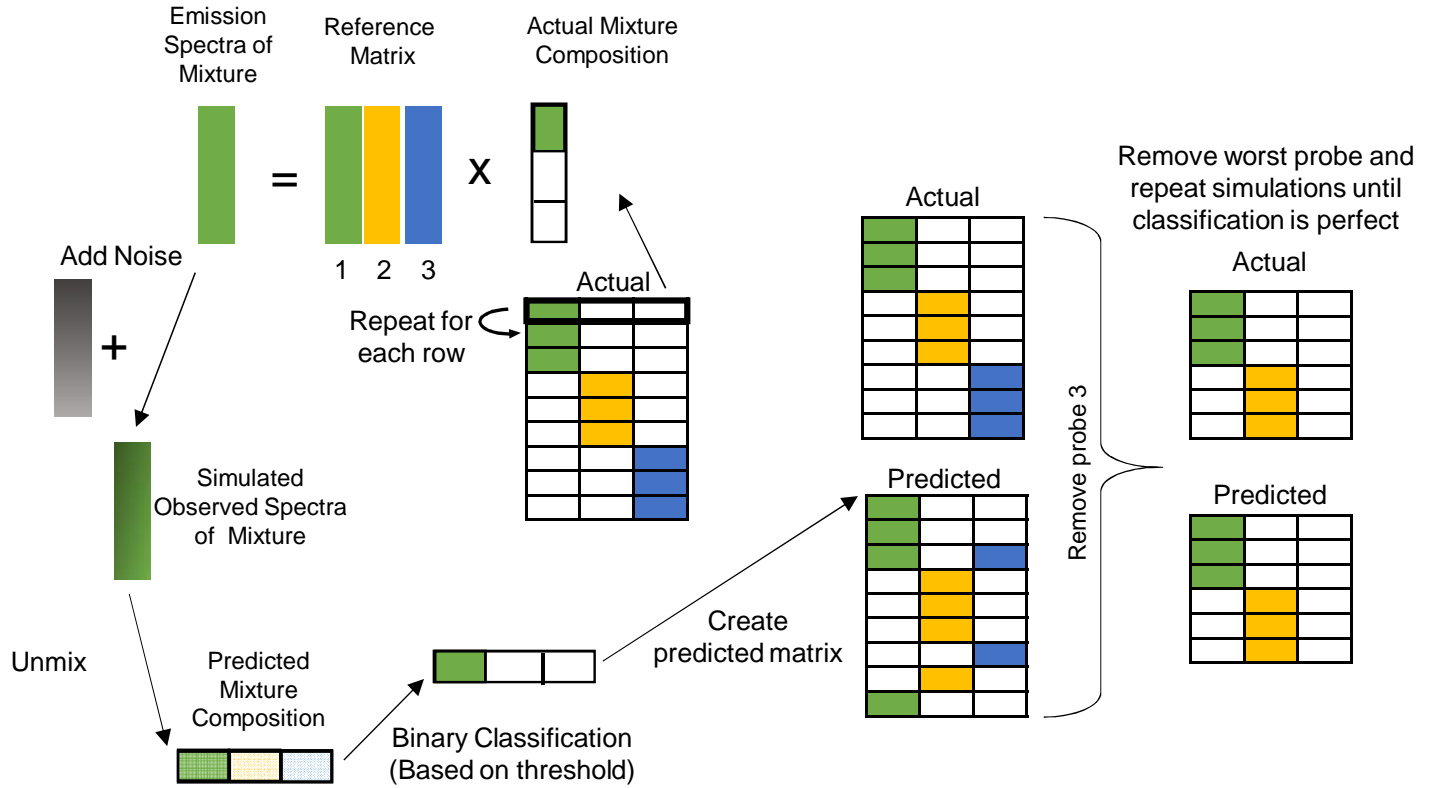 Emission
Spectra of
Mixture
Reference
Matrix
Actual Mixture
Composition
=
X
1 2 3
Add Noise
+
Actual
Repeat for
each row
Simulated
Observed Spectra
of Mixture
Unmix
Predicted
Mixture
Composition
Binary Classification
(Based on threshold)
Create
predicted matrix
Actual
Predicted
Remove probe 3
Remove worst probe and
repeat simulations until
classification is perfect
Actual
Predicted